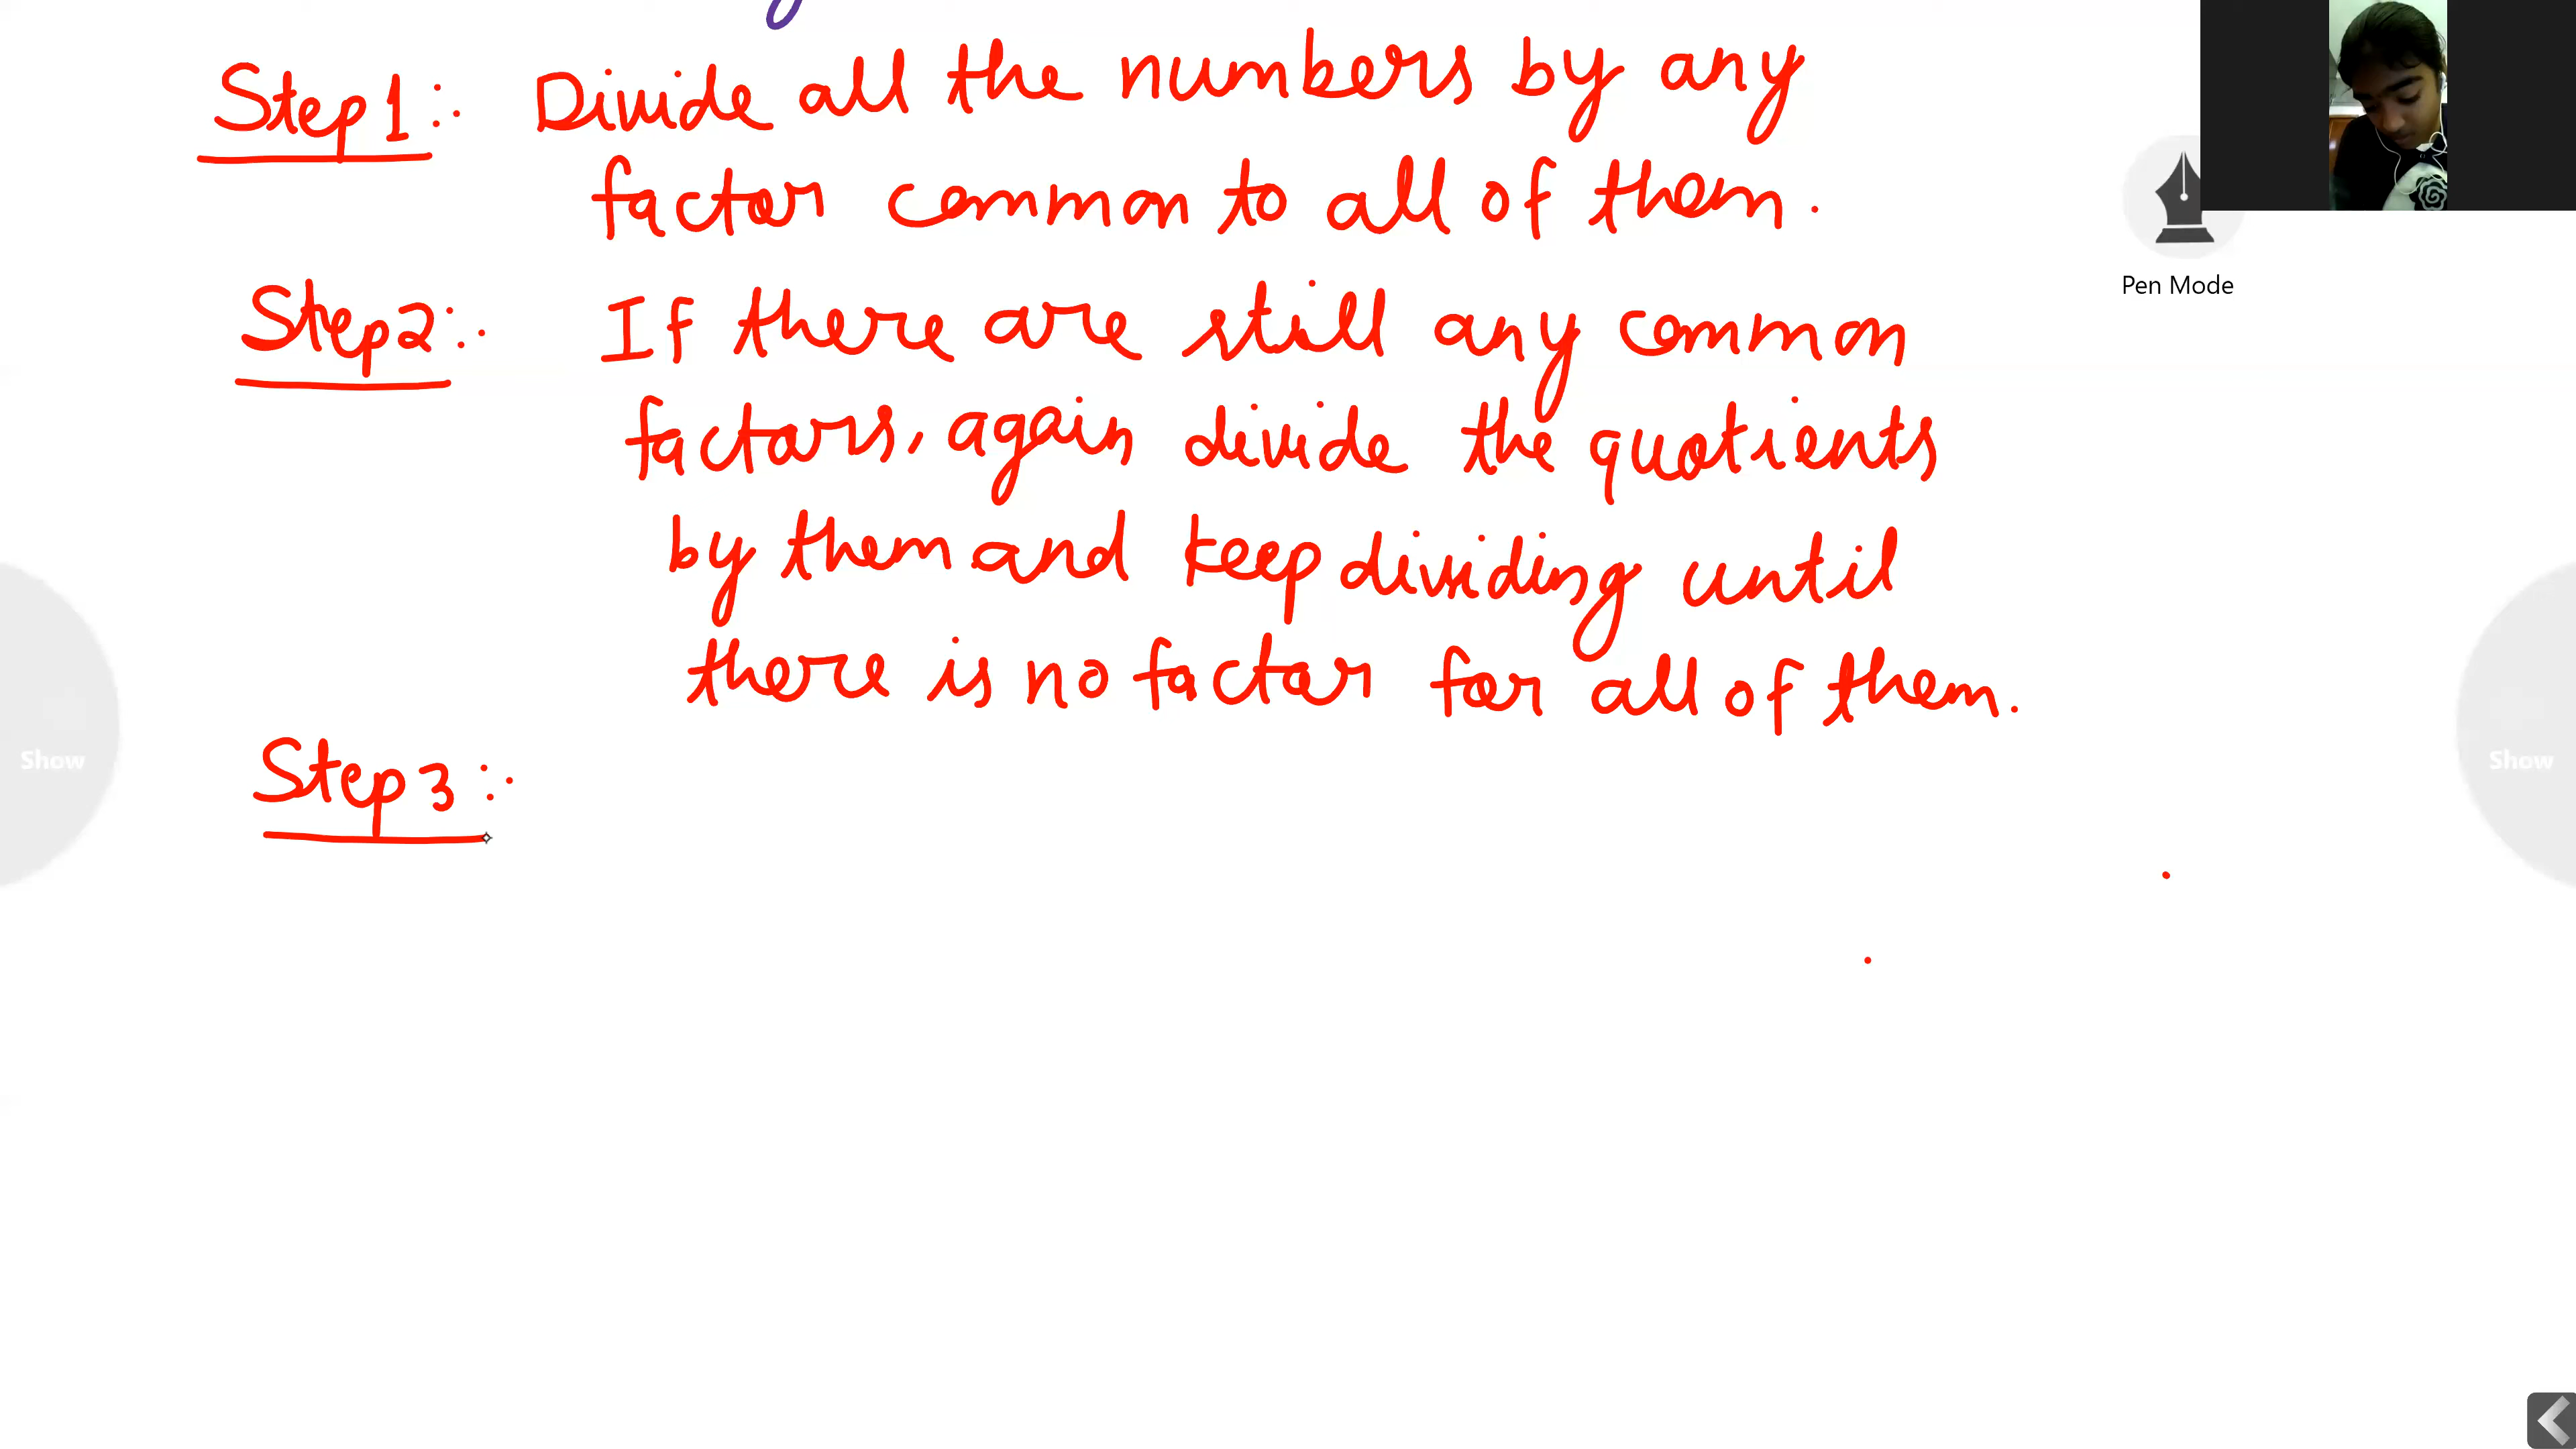 Step 1:- Divide all the numbers by any
factor common to all of them.
Pen Mode
Step 2:- If there are still any common
factors, again divide the quotients
by them and keep dividing until
there is no factor for all of them.
Step 3:-
Show
Show